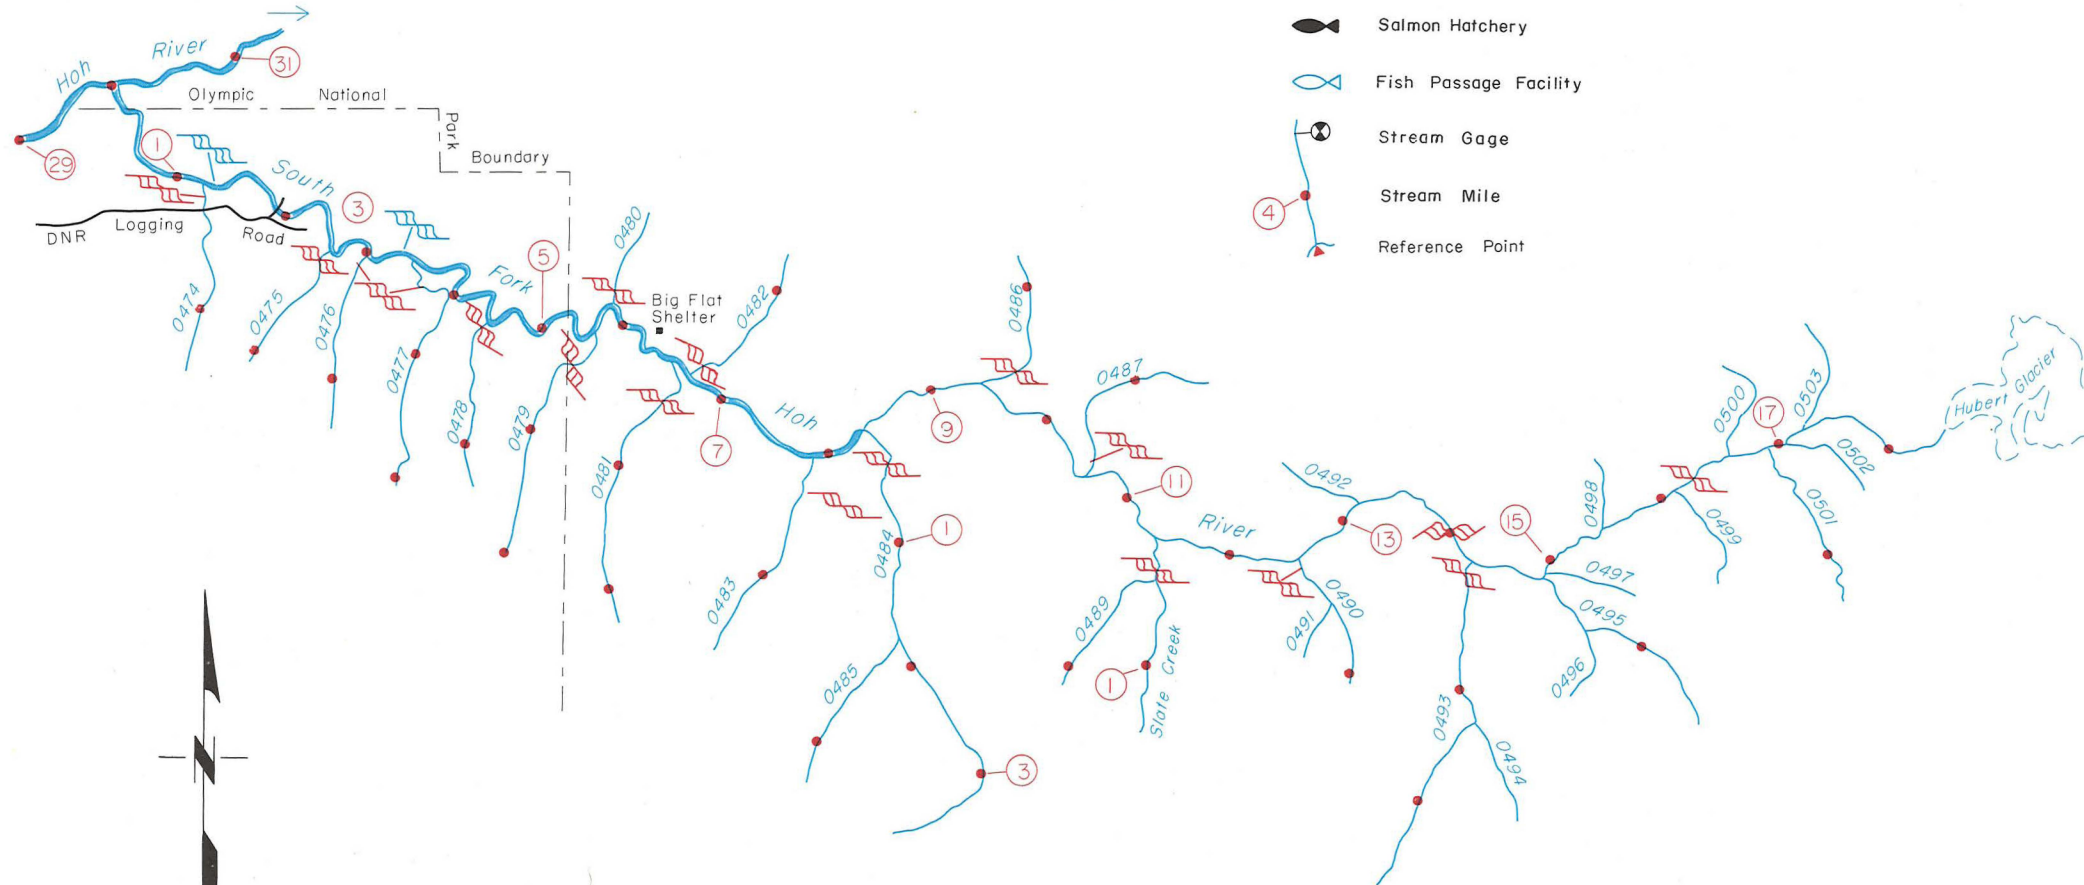 Salmon Hatchery
Fish Passage Facility
Stream Gage
4
Stream Mile
Reference Point
Hoh River
31
29
Olympic National
Park
Boundary
1
South
3
DNR Logging Road
0474
0475
0476
0477
0478
0479
Fork
5
0480
Big Flat
Shelter
0482
0481
7
Hoh
0483
9
0484
1
0485
3
0486
0487
11
River
0489
1
Slate Creek
0492
13
0490
0491
0493
0494
15
0498
0497
0495
0496
0499
0500
17
0503
0502
0501
Hubert Glacier
N